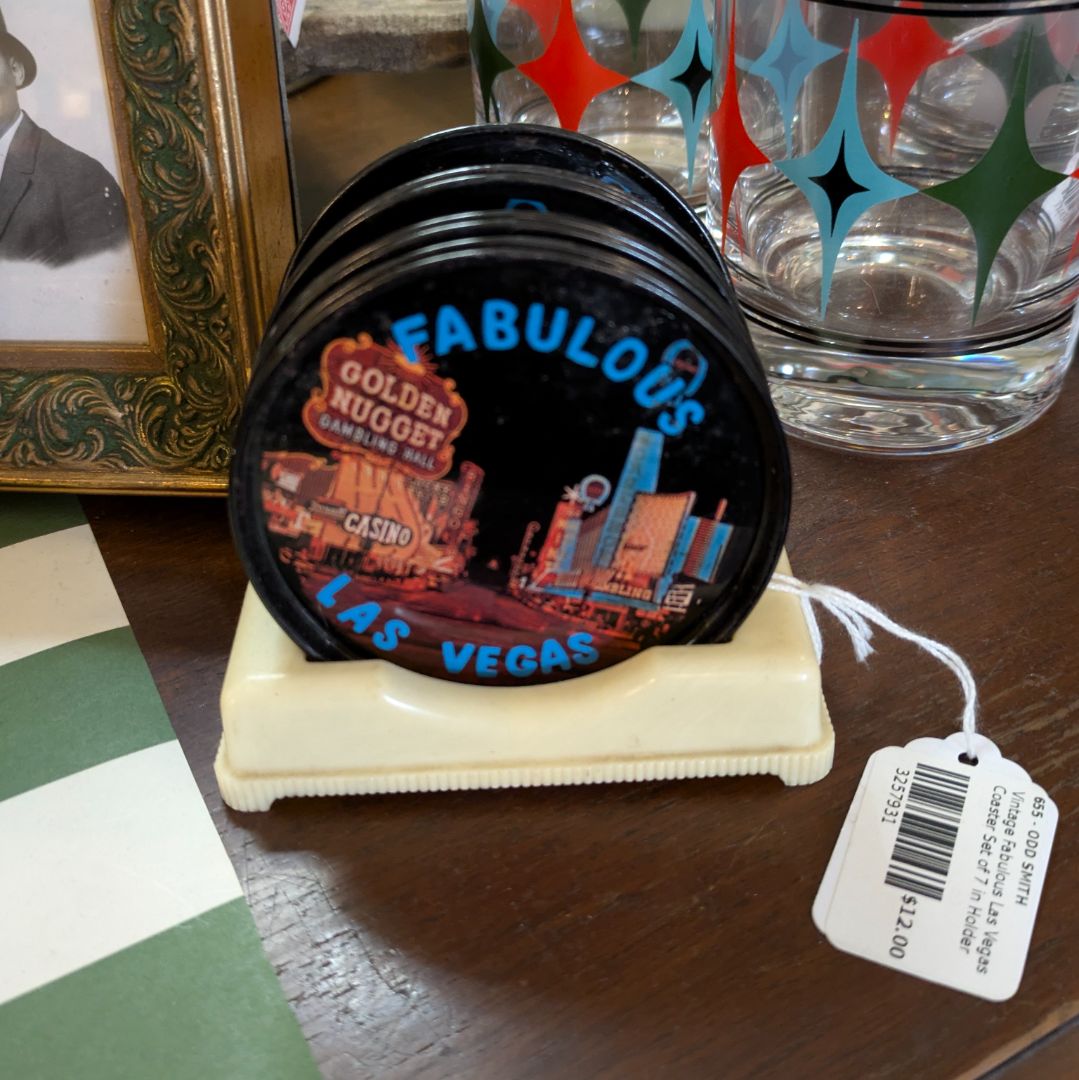 FABULOUS
GOLDEN
NUGGET
GAMBLING HALL
CASINO
LAS VEGAS
655 - ODD SMITH
Vintage Fabulous Las Vegas
Coaster Set of 7 in Holder
$12.00
3257931